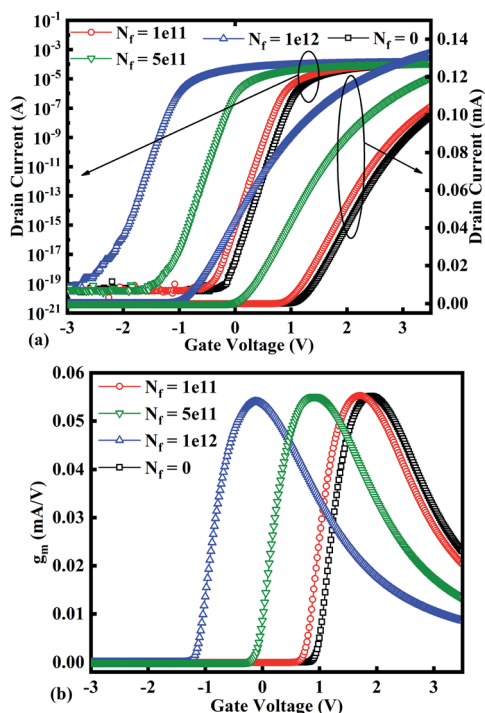 N_f = 1e11
N_f = 1e12
N_f = 0
N_f = 5e11
10^-1
10^-3
10^-5
10^-7
10^-9
10^-11
10^-13
10^-15
10^-17
10^-19
10^-21
Drain Current (A)
0.14
0.12
0.10
0.08
0.06
0.04
0.02
0.00
Drain Current (mA)
-3 -2 -1 0 1 2 3
(a) Gate Voltage (V)
N_f = 1e11
N_f = 5e11
N_f = 1e12
N_f = 0
0.06
0.05
0.04
0.03
0.02
0.01
0.00
g_m (mA/V)
-3 -2 -1 0 1 2 3
(b) Gate Voltage (V)